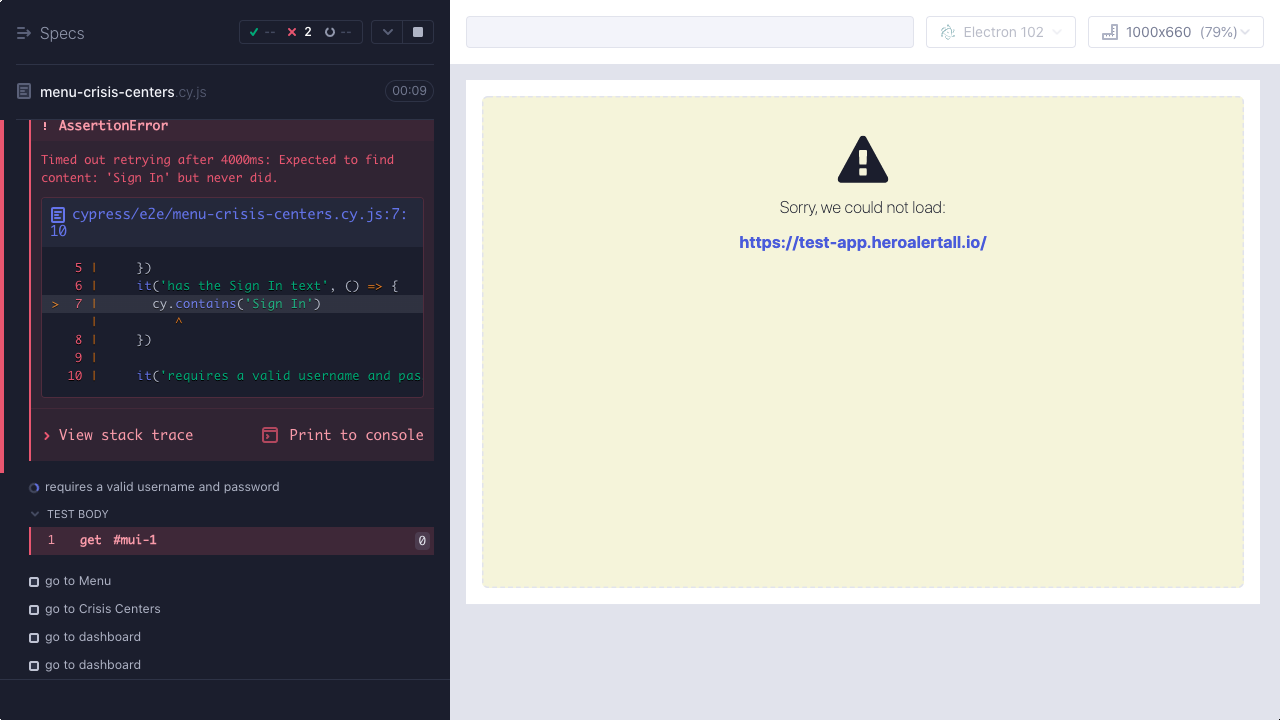 Specs
-- 2 --
menu-crisis-centers.cy.js 00:09
! AssertionError
Timed out retrying after 4000ms: Expected to find
content: 'Sign In' but never did.
cypress/e2e/menu-crisis-centers.cy.js:7:
10
5 | })
6 | it('has the Sign In text', () => {
> 7 | cy.contains('Sign In')
| ^
8 | })
9 |
10 | it('requires a valid username and pas
View stack trace Print to console
requires a valid username and password
TEST BODY
1 get #mui-1 0
go to Menu
go to Crisis Centers
go to dashboard
go to dashboard
Electron 102 1000x660 (79%)
Sorry, we could not load:
https://test-app.heroalertall.io/